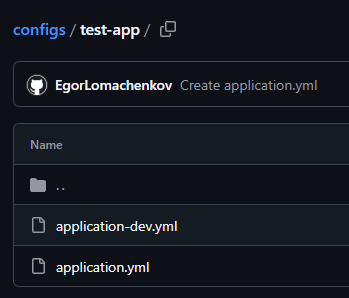 configs / test-app /
EgorLomachenkov Create application.yml
Name
..
application-dev.yml
application.yml